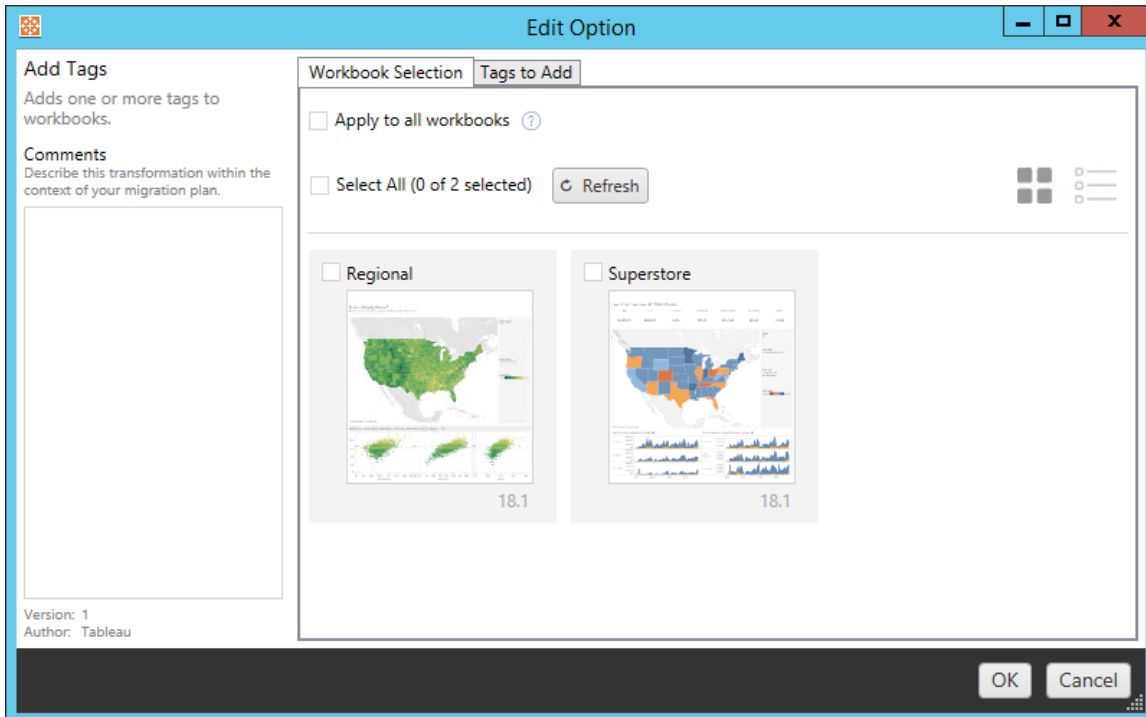 Edit Option
Add Tags
Adds one or more tags to
workbooks.
Comments
Describe this transformation within the
context of your migration plan.
Version: 1
Author: Tableau
Workbook Selection
Tags to Add
Apply to all workbooks ?
Select All (0 of 2 selected)
Refresh
Regional
18.1
Superstore
18.1
OK
Cancel